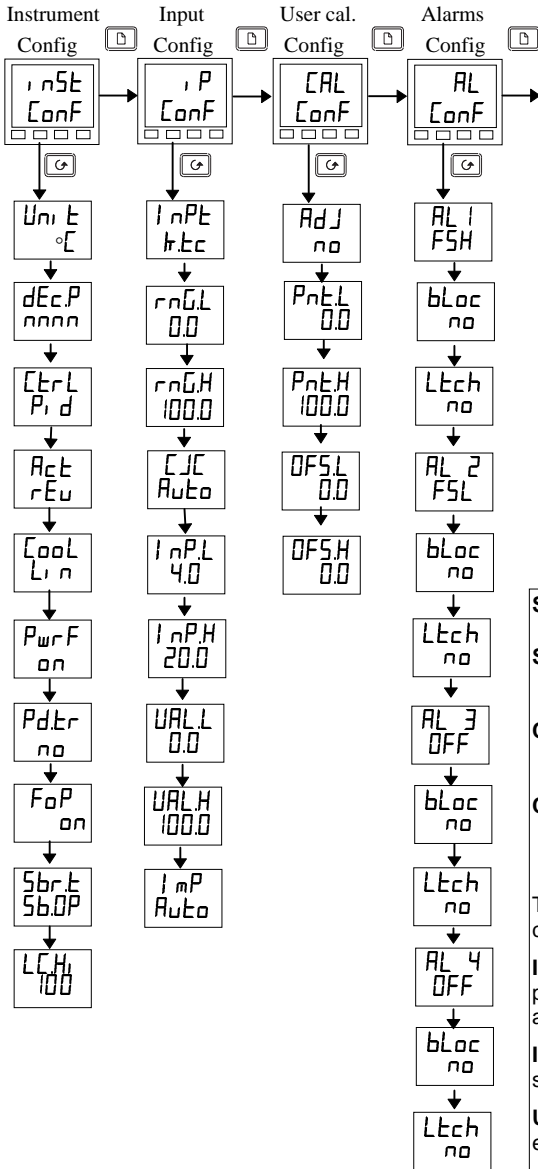 Instrument
Config
Input
Config
User cal.
Config
Alarms
Config
inSt
ConF
iP
ConF
CAL
ConF
AL
ConF
Unit
°C
dEc.P
nnnn
CtrL
Pid
Act
rEv
CooL
Lin
PwrF
on
Pd.tr
no
FoP
on
Sbr.t
Sb.OP
LC.Hi
100
InPt
k.tc
rnG.L
0.0
rnG.H
100.0
CJC
Auto
InP.L
4.0
InP.H
20.0
VAL.L
0.0
VAL.H
100.0
ImP
Auto
AdJ
no
Pnt.L
0.0
Pnt.H
100.0
OFS.L
0.0
OFS.H
0.0
AL 1
FSH
bLoc
no
Ltch
no
AL 2
FSL
bLoc
no
Ltch
no
AL 3
OFF
bLoc
no
Ltch
no
AL 4
OFF
bLoc
no
Ltch
no